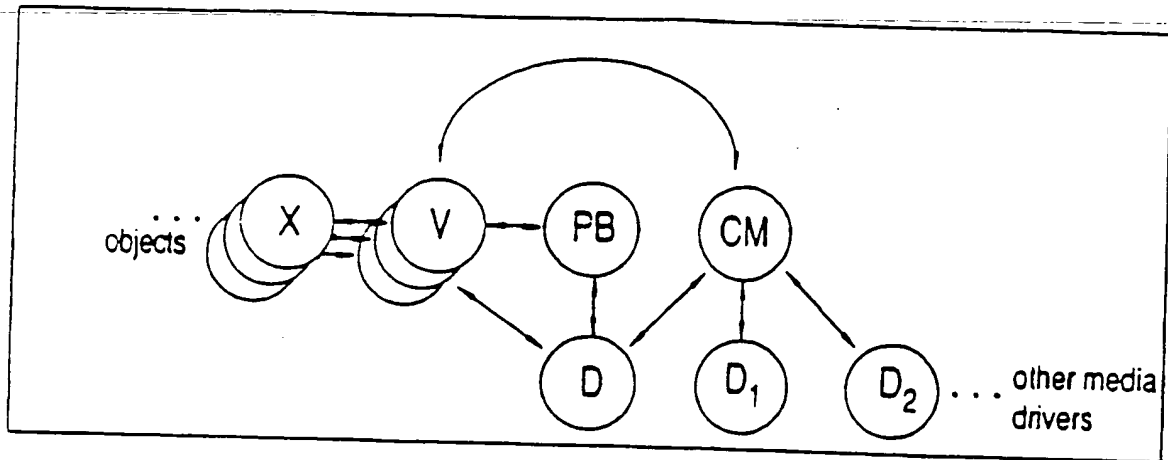 X
V
PB
CM
. . .
objects
D
D₁
D₂
. . . other media
drivers